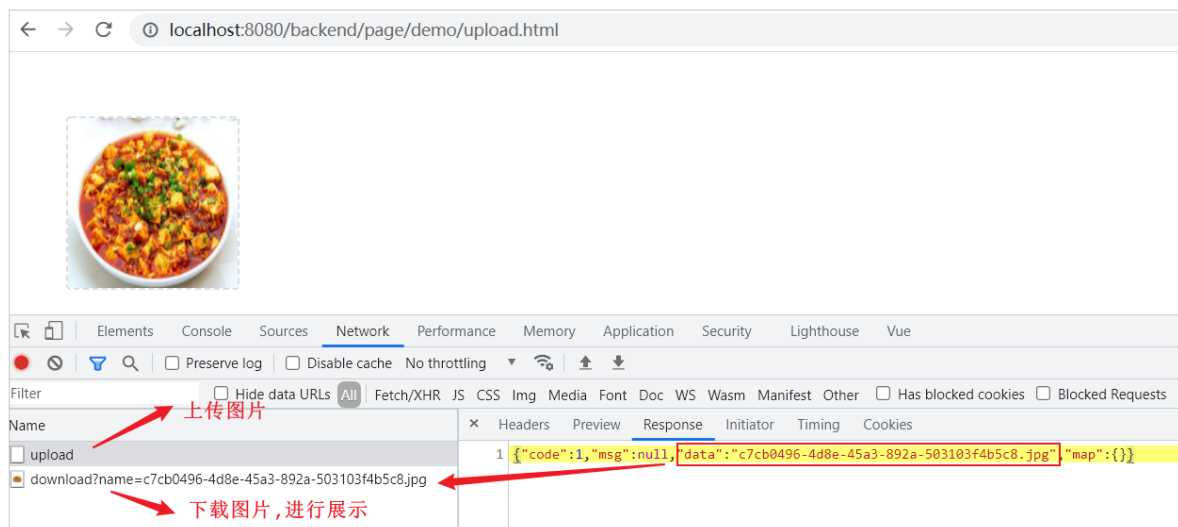 localhost:8080/backend/page/demo/upload.html
Elements Console Sources Network Performance Memory Application Security Lighthouse Vue
Preserve log Disable cache No throttling
Filter Hide data URLs All Fetch/XHR JS CSS Img Media Font Doc WS Wasm Manifest Other Has blocked cookies Blocked Requests
上传图片
Name × Headers Preview Response Initiator Timing Cookies
upload 1 {"code":1,"msg":null,"data":"c7cb0496-4d8e-45a3-892a-503103f4b5c8.jpg","map":{}}
download?name=c7cb0496-4d8e-45a3-892a-503103f4b5c8.jpg
下载图片,进行展示